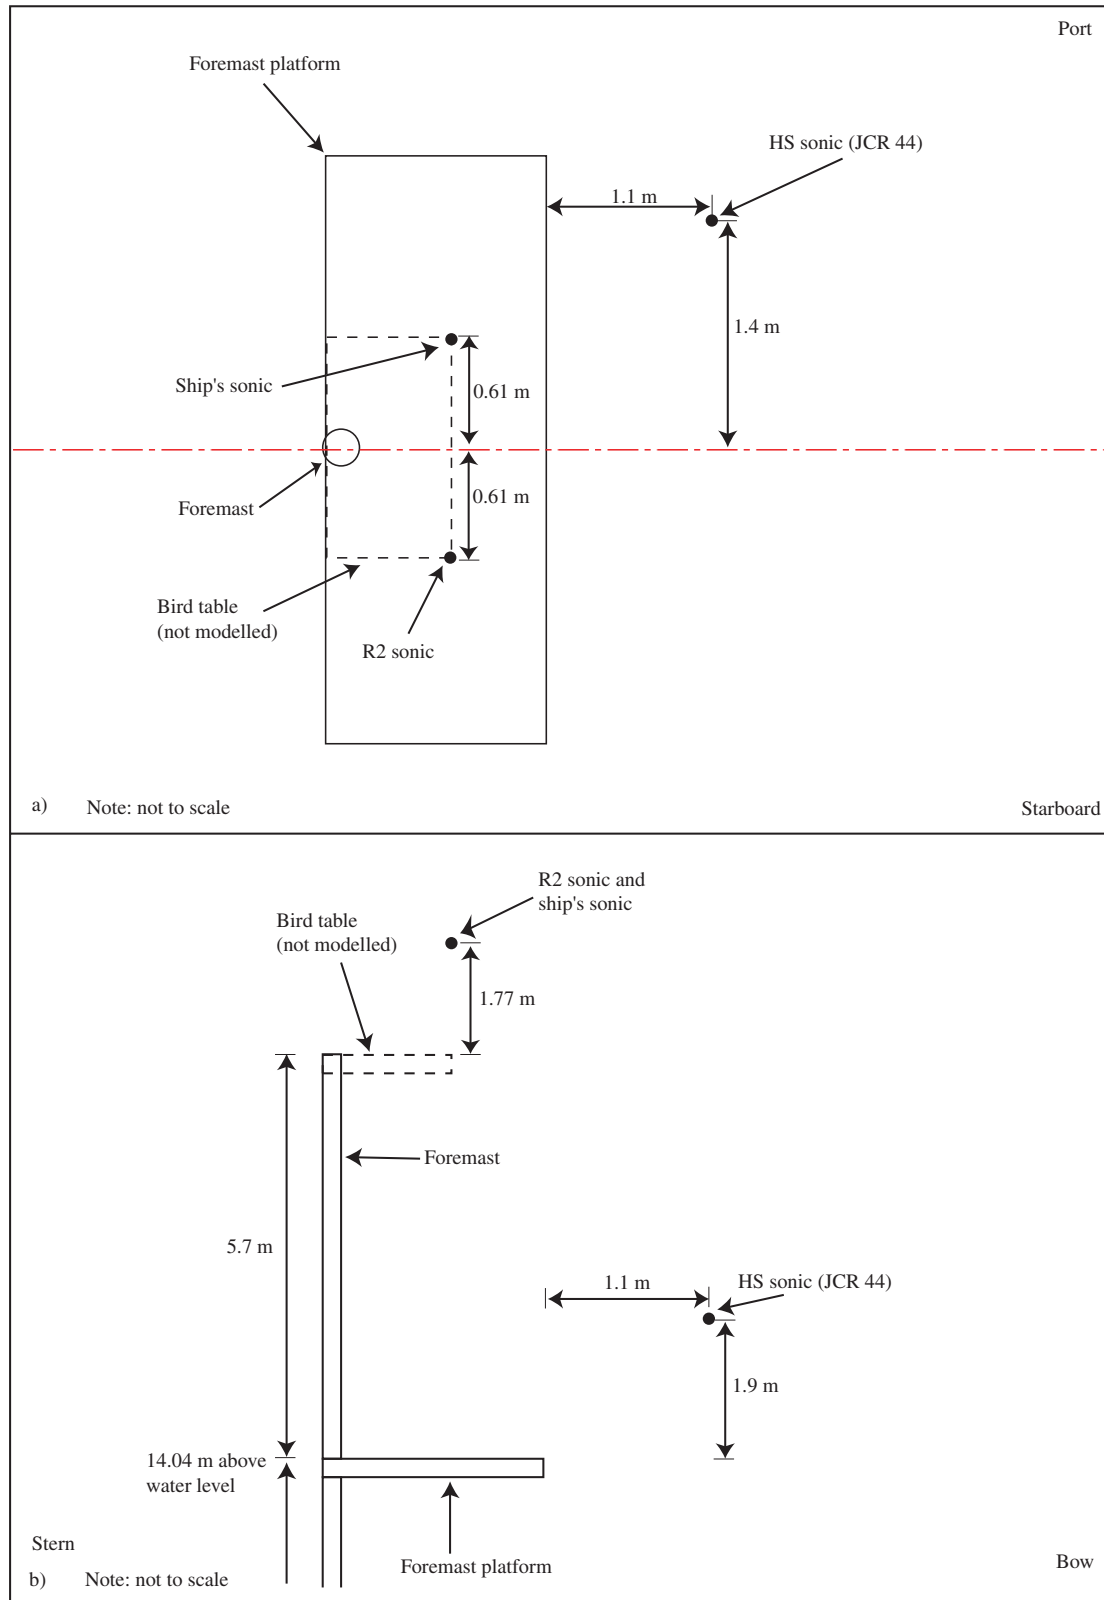 Port
Foremast platform
HS sonic (JCR 44)
1.1 m
1.4 m
Ship's sonic
0.61 m
Foremast
0.61 m
Bird table
(not modelled)
R2 sonic
a) Note: not to scale
Starboard
R2 sonic and
ship's sonic
Bird table
(not modelled)
1.77 m
Foremast
5.7 m
1.1 m
HS sonic (JCR 44)
1.9 m
14.04 m above
water level
Stern
Foremast platform
Bow
b) Note: not to scale